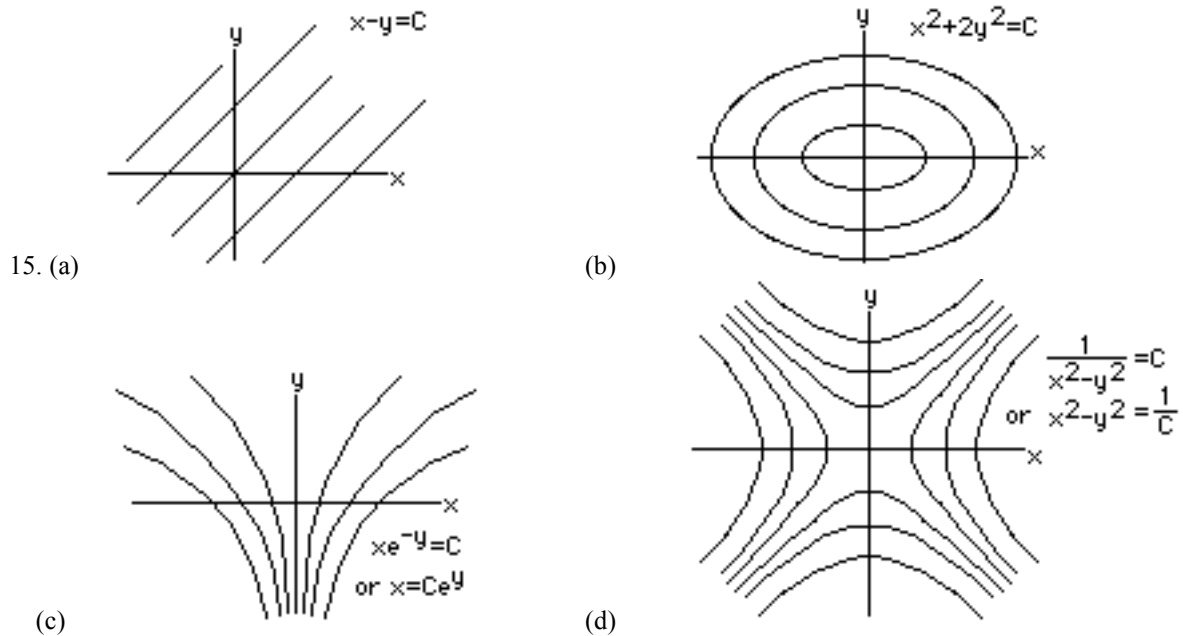 x-y=C
y
x
15. (a)
x²+2y²=C
y
x
(b)
y
x
xe⁻ʸ=C
or x=Ceʸ
(c)
y
1/(x²-y²)=C
or x²-y²=1/C
x
(d)